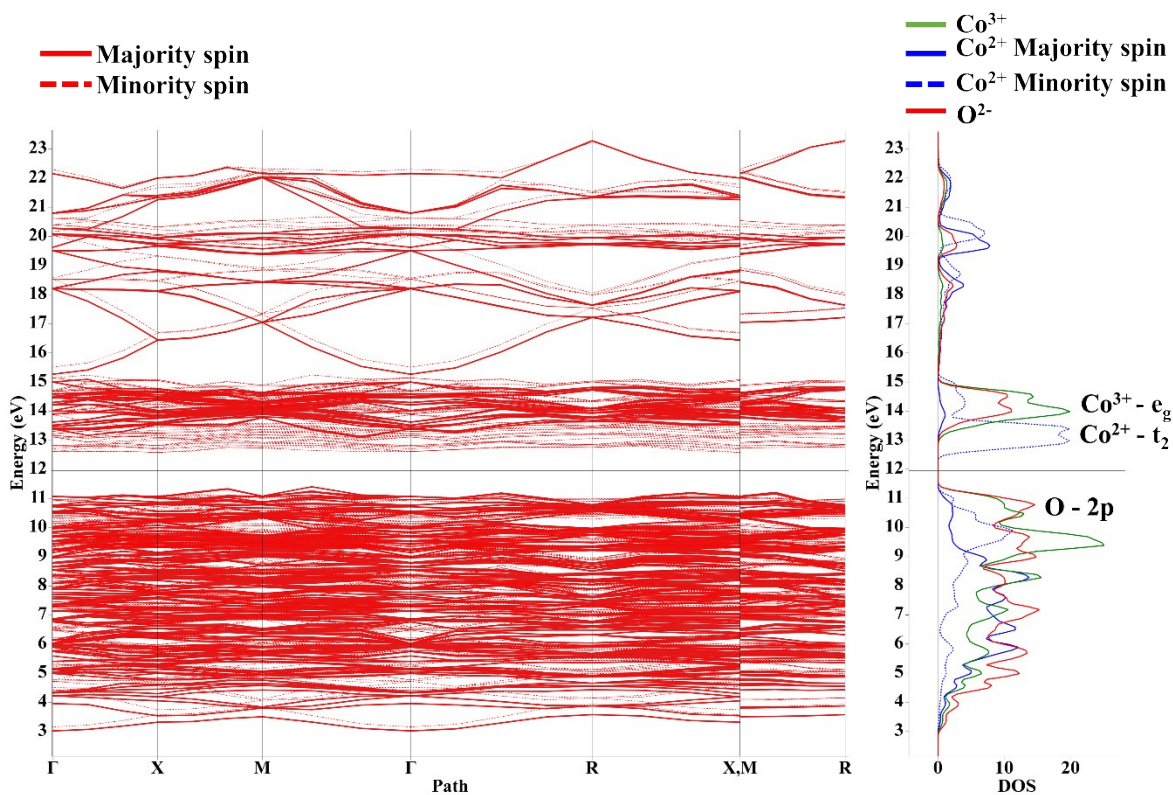 Majority spin
Minority spin
Co³⁺
Co²⁺ Majority spin
Co²⁺ Minority spin
O²⁻
Energy (eV)
23
22
21
20
19
18
17
16
15
14
13
12
11
10
9
8
7
6
5
4
3
Γ X M Γ R X,M R
Path
Energy (eV)
23
22
21
20
19
18
17
16
15
14
13
12
11
10
9
8
7
6
5
4
3
Co³⁺ - e_g
Co²⁺ - t₂
O - 2p
0 10 20
DOS